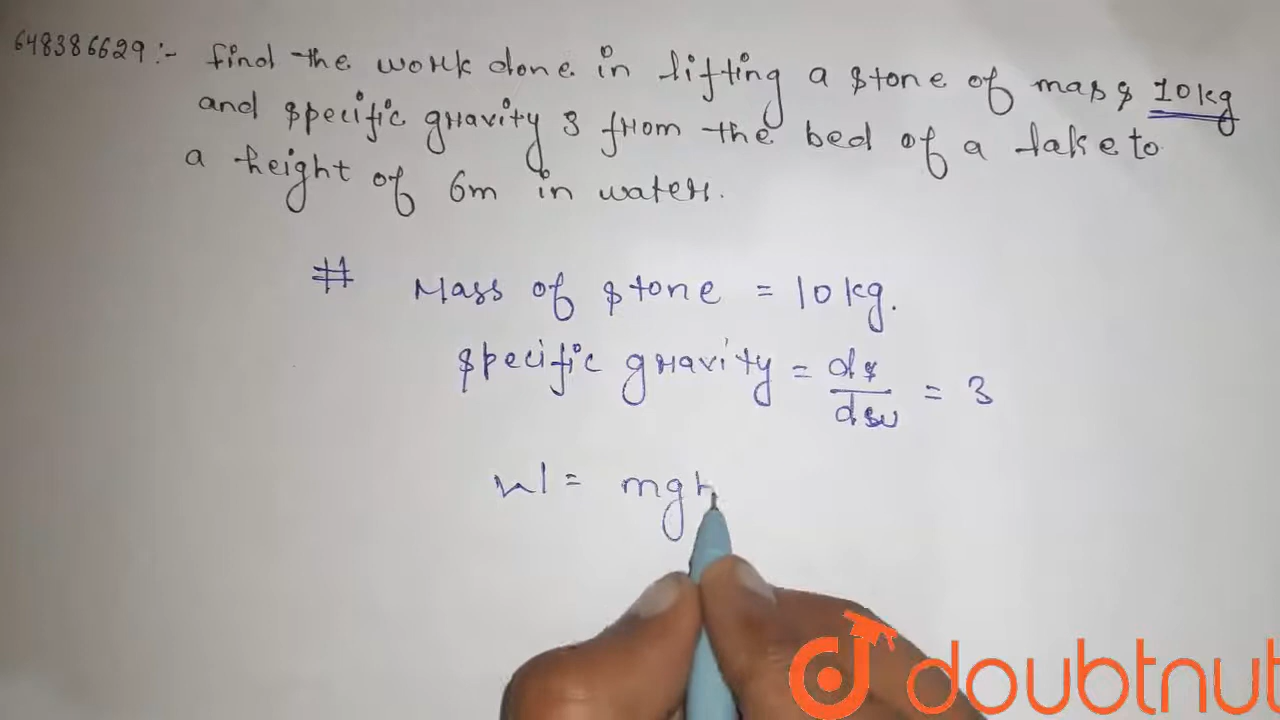 648386629:- find the work done in lifting a stone of mass 10kg
and specific gravity 3 from the bed of a lake to
a height of 6m in water.
# Mass of stone = 10kg.
specific gravity = ds/dw = 3
W = mgh
doubtnut